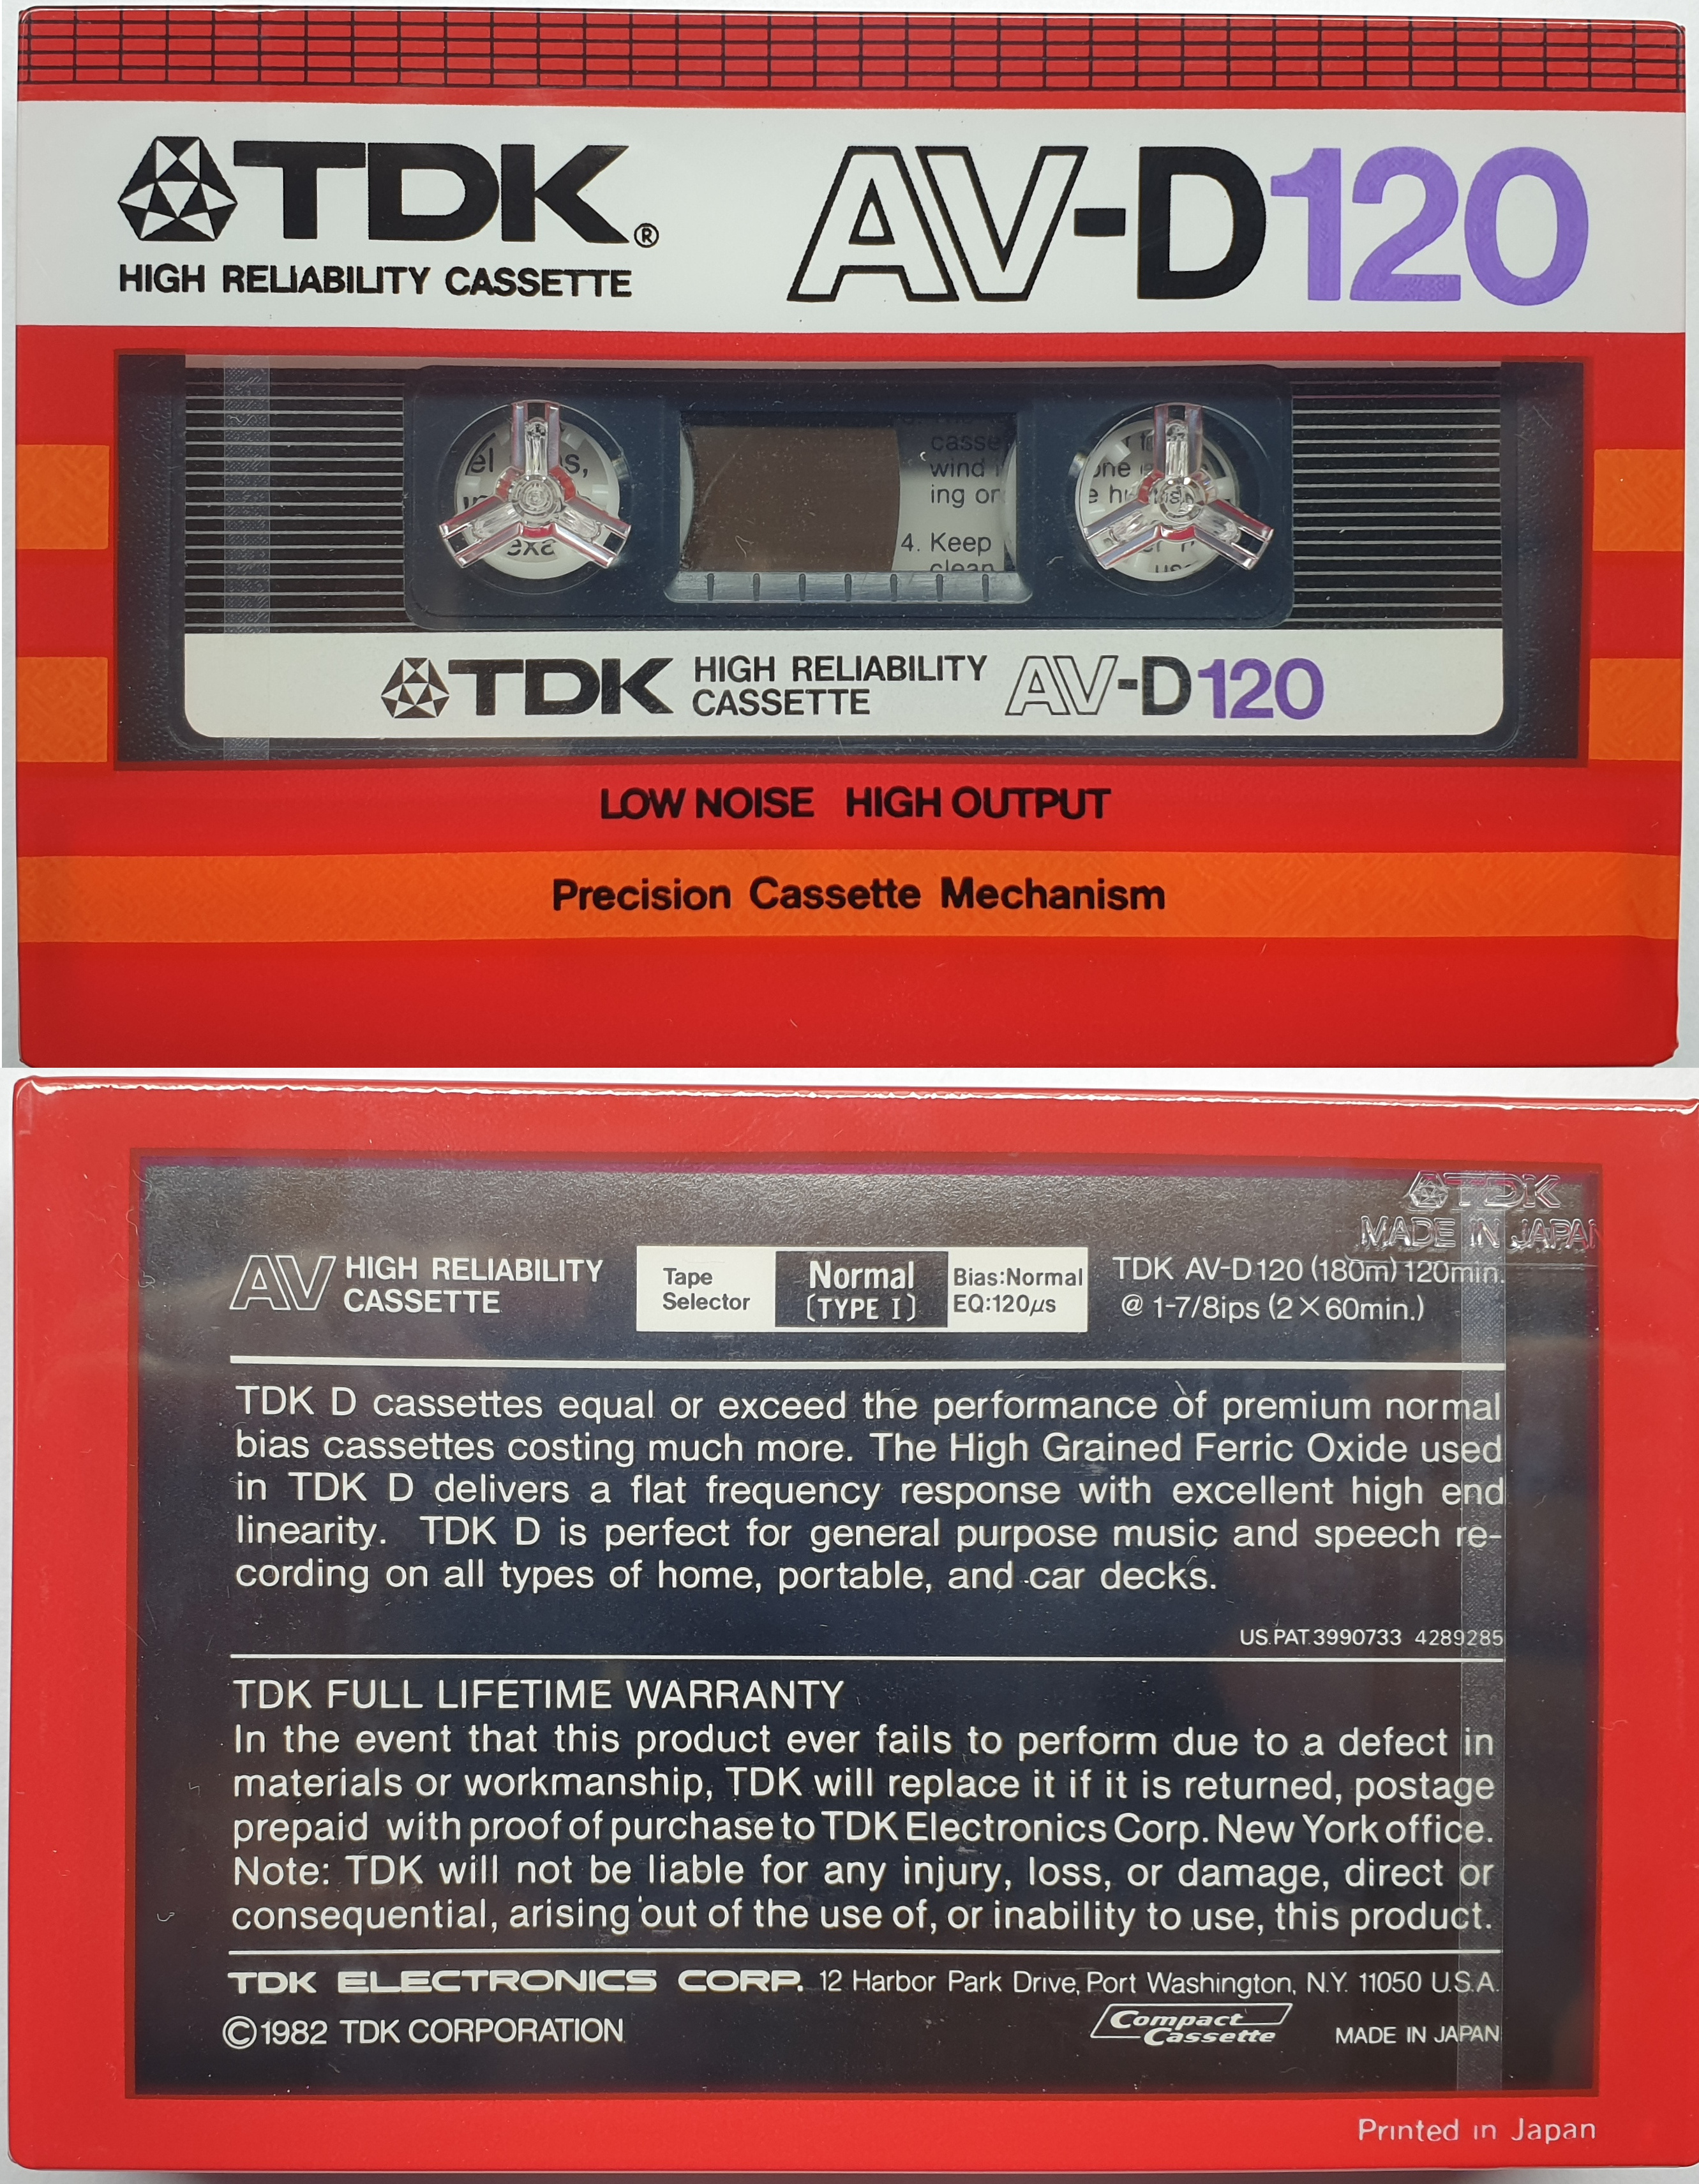 TDK®
HIGH RELIABILITY CASSETTE
AV-D120
casse
wind
ing or
4. Keep
clean
TDK HIGH RELIABILITY
CASSETTE
AV-D120
LOW NOISE HIGH OUTPUT
Precision Cassette Mechanism
TDK
MADE IN JAPAN
AV HIGH RELIABILITY
CASSETTE
Tape
Selector
Normal
(TYPE I)
Bias:Normal
EQ:120μs
TDK AV-D120 (180m) 120min.
@ 1-7/8ips (2×60min.)
TDK D cassettes equal or exceed the performance of premium normal
bias cassettes costing much more. The High Grained Ferric Oxide used
in TDK D delivers a flat frequency response with excellent high end
linearity. TDK D is perfect for general purpose music and speech re-
cording on all types of home, portable, and car decks.
US.PAT.3990733 4289285
TDK FULL LIFETIME WARRANTY
In the event that this product ever fails to perform due to a defect in
materials or workmanship, TDK will replace it if it is returned, postage
prepaid with proof of purchase to TDK Electronics Corp. New York office.
Note: TDK will not be liable for any injury, loss, or damage, direct or
consequential, arising out of the use of, or inability to use, this product.
TDK ELECTRONICS CORP. 12 Harbor Park Drive, Port Washington, N.Y. 11050 U.S.A.
©1982 TDK CORPORATION
Compact
Cassette
MADE IN JAPAN
Printed in Japan